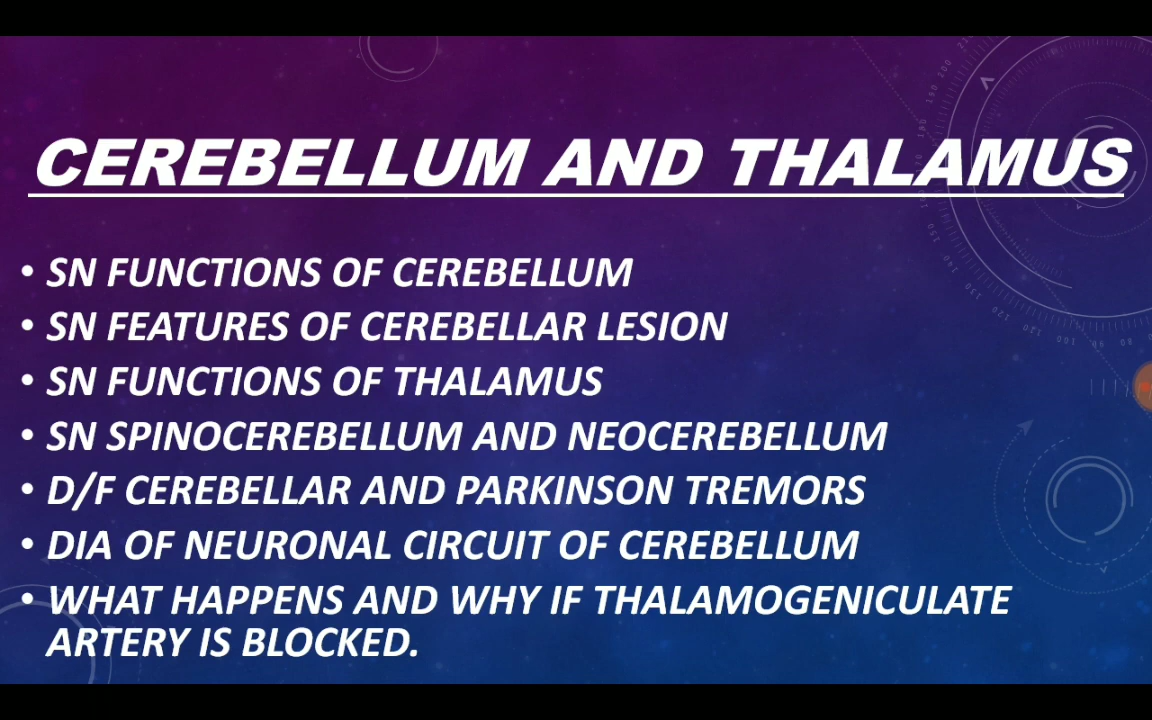 CEREBELLUM AND THALAMUS
• SN FUNCTIONS OF CEREBELLUM
• SN FEATURES OF CEREBELLAR LESION
• SN FUNCTIONS OF THALAMUS
• SN SPINOCEREBELLUM AND NEOCEREBELLUM
• D/F CEREBELLAR AND PARKINSON TREMORS
• DIA OF NEURONAL CIRCUIT OF CEREBELLUM
• WHAT HAPPENS AND WHY IF THALAMOGENICULATE
ARTERY IS BLOCKED.